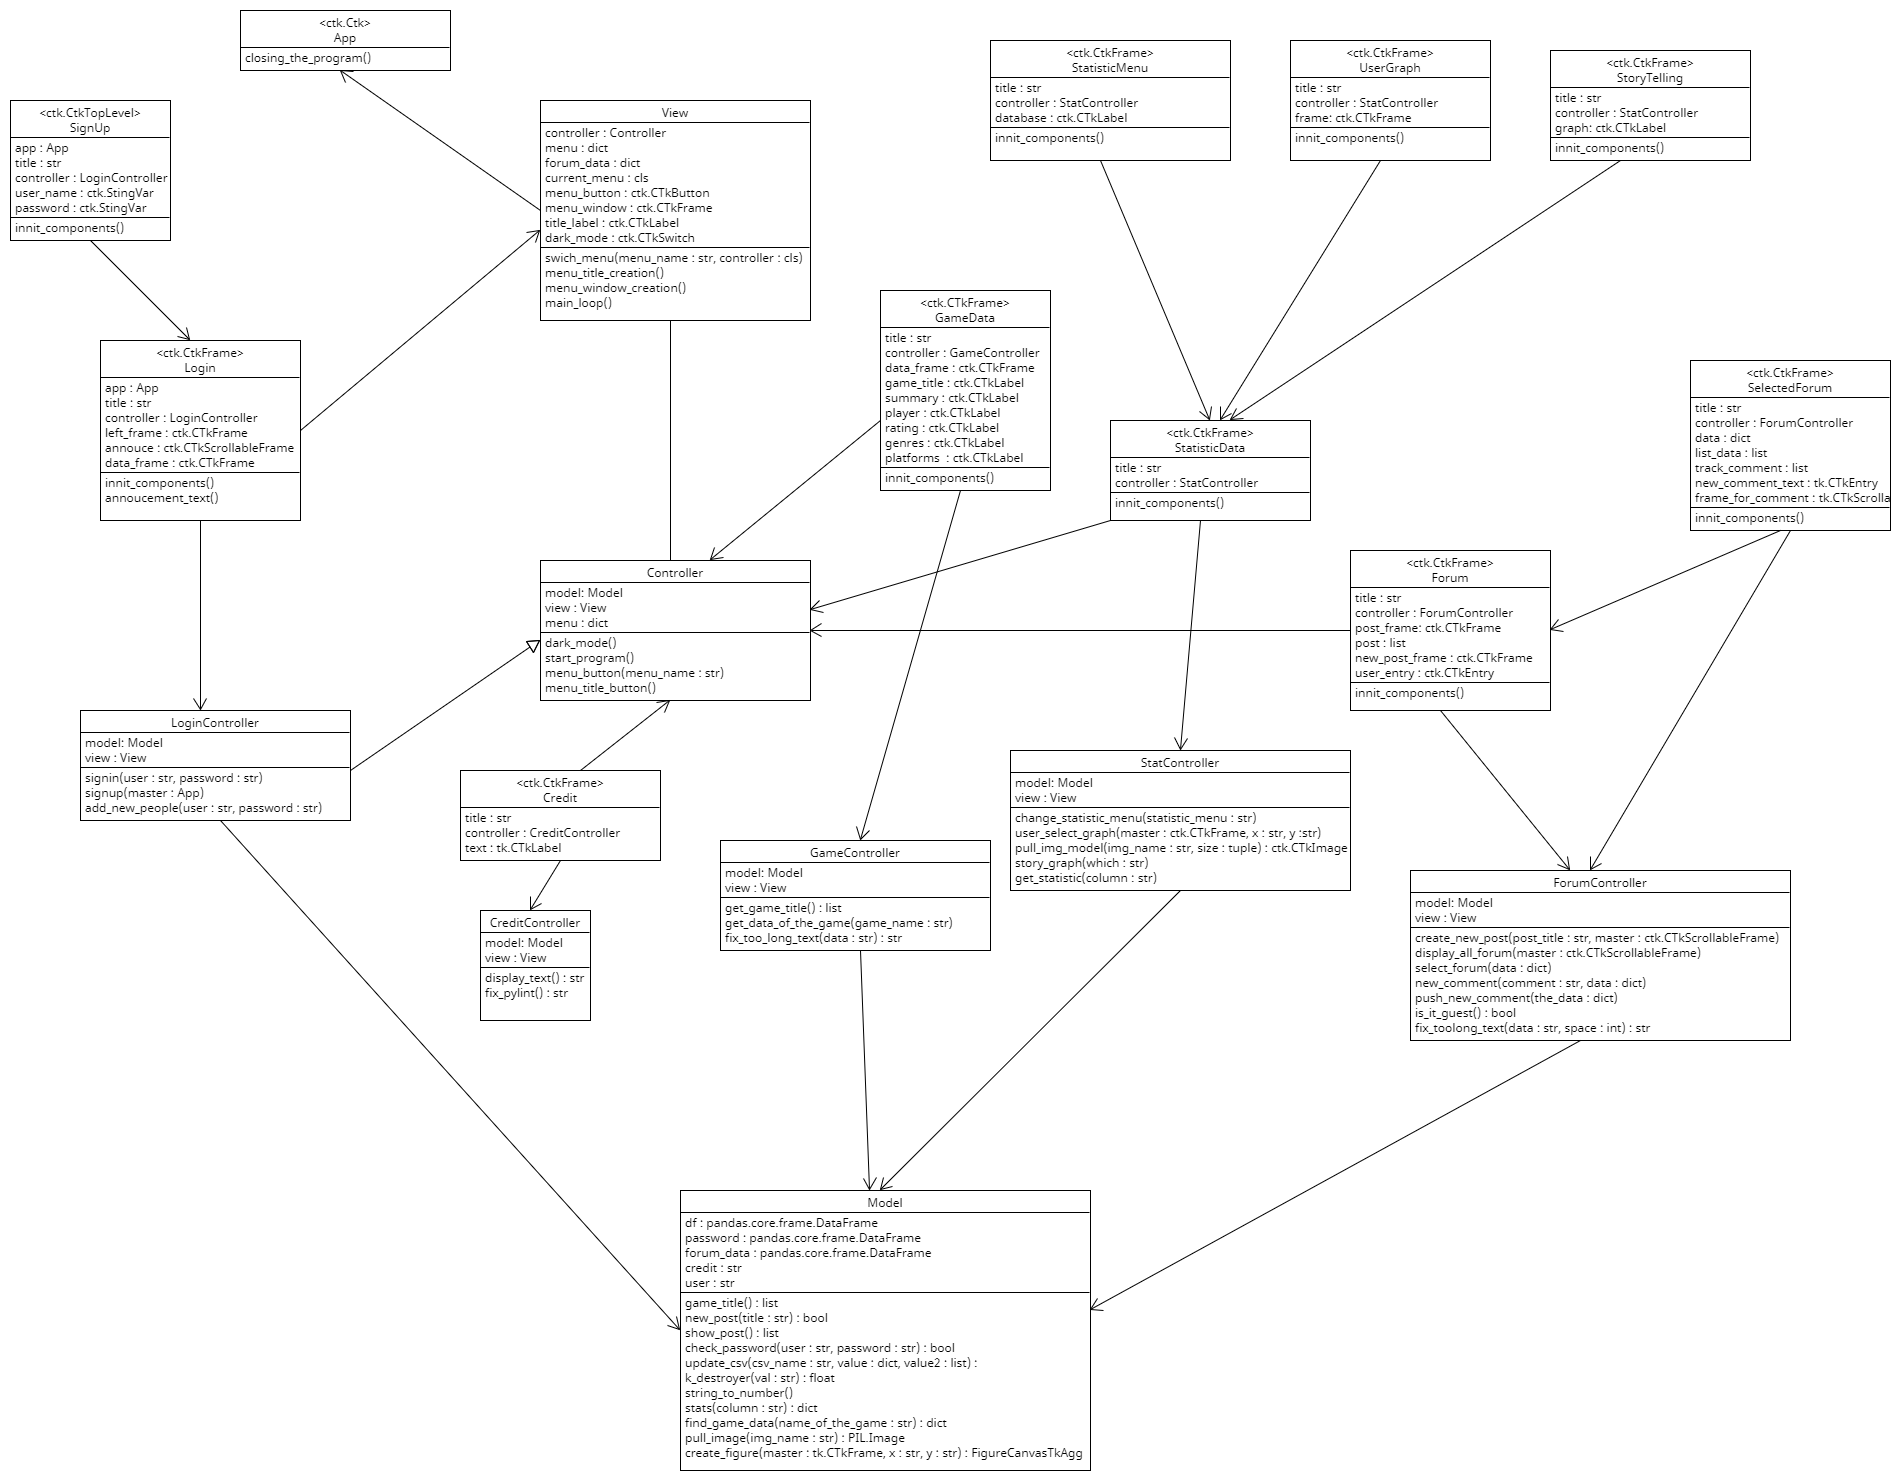 <ctk.Ctk>
App
closing_the_program()
<ctk.CtkTopLevel>
SignUp
app : App
title : str
controller : LoginController
user_name : ctk.StingVar
password : ctk.StingVar
innit_components()
View
controller : Controller
menu : dict
forum_data : dict
current_menu : cls
menu_button : ctk.CTkButton
menu_window : ctk.CTkFrame
title_label : ctk.CTkLabel
dark_mode : ctk.CTkSwitch
swich_menu(menu_name : str, controller : cls)
menu_title_creation()
menu_window_creation()
main_loop()
<ctk.CtkFrame>
StatisticMenu
title : str
controller : StatController
database : ctk.CTkLabel
innit_components()
<ctk.CtkFrame>
UserGraph
title : str
controller : StatController
frame: ctk.CTkFrame
innit_components()
<ctk.CtkFrame>
StoryTelling
title : str
controller : StatController
graph: ctk.CTkLabel
innit_components()
<ctk.CtkFrame>
Login
app : App
title : str
controller : LoginController
left_frame : ctk.CTkFrame
annouce : ctk.CTkScrollableFrame
data_frame : ctk.CTkFrame
innit_components()
annoucement_text()
<ctk.CTkFrame>
GameData
title : str
controller : GameController
data_frame : ctk.CTkFrame
game_title : ctk.CTkLabel
summary : ctk.CTkLabel
player : ctk.CTkLabel
rating : ctk.CTkLabel
genres : ctk.CTkLabel
platforms  : ctk.CTkLabel
innit_components()
<ctk.CtkFrame>
StatisticData
title : str
controller : StatController
innit_components()
<ctk.CtkFrame>
SelectedForum
title : str
controller : ForumController
data : dict
list_data : list
track_comment : list
new_comment_text : tk.CTkEntry
frame_for_comment : tk.CTkScrolla
innit_components()
Controller
model: Model
view : View
menu : dict
dark_mode()
start_program()
menu_button(menu_name : str)
menu_title_button()
<ctk.CtkFrame>
Forum
title : str
controller : ForumController
post_frame: ctk.CTkFrame
post : list
new_post_frame : ctk.CTkFrame
user_entry : ctk.CTkEntry
innit_components()
LoginController
model: Model
view : View
signin(user : str, password : str)
signup(master : App)
add_new_people(user : str, password : str)
<ctk.CtkFrame>
Credit
title : str
controller : CreditController
text : tk.CTkLabel
CreditController
model: Model
view : View
display_text() : str
fix_pylint() : str
GameController
model: Model
view : View
get_game_title() : list
get_data_of_the_game(game_name : str)
fix_too_long_text(data : str) : str
StatController
model: Model
view : View
change_statistic_menu(statistic_menu : str)
user_select_graph(master : ctk.CTkFrame, x : str, y :str)
pull_img_model(img_name : str, size : tuple) : ctk.CTkImage
story_graph(which : str)
get_statistic(column : str)
ForumController
model: Model
view : View
create_new_post(post_title : str, master : ctk.CTkScrollableFrame)
display_all_forum(master : ctk.CTkScrollableFrame)
select_forum(data : dict)
new_comment(comment : str, data : dict)
push_new_comment(the_data : dict)
is_it_guest() : bool
fix_toolong_text(data : str, space : int) : str
Model
df : pandas.core.frame.DataFrame
password : pandas.core.frame.DataFrame
forum_data : pandas.core.frame.DataFrame
credit : str
user : str
game_title() : list
new_post(title : str) : bool
show_post() : list
check_password(user : str, password : str) : bool
update_csv(csv_name : str, value : dict, value2 : list) :
k_destroyer(val : str) : float
string_to_number()
stats(column : str) : dict
find_game_data(name_of_the_game : str) : dict
pull_image(img_name : str) : PIL.Image
create_figure(master : tk.CTkFrame, x : str, y : str) : FigureCanvasTkAgg